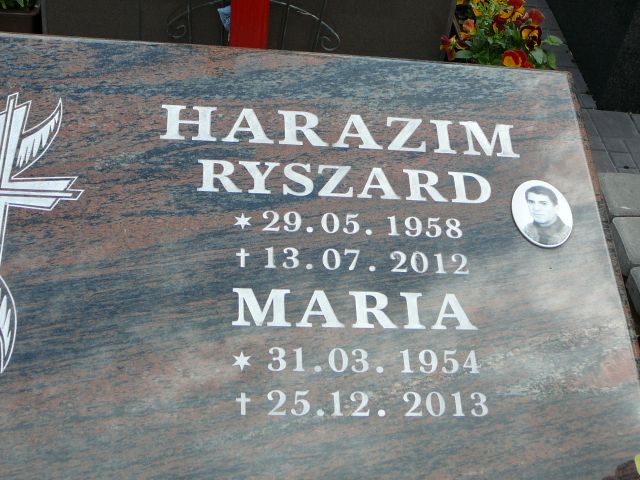 HARAZIM
RYSZARD
* 29.05.1958
† 13.07.2012
MARIA
* 31.03.1954
† 25.12.2013